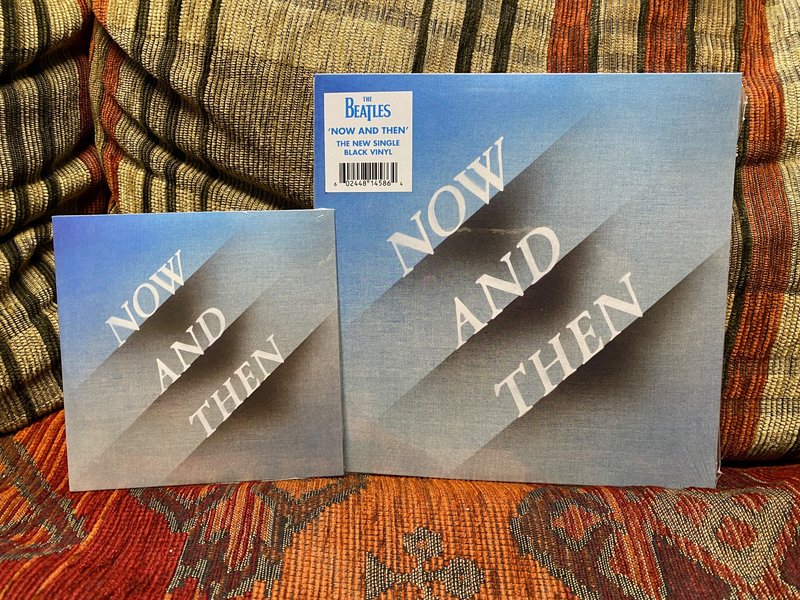 NOW
AND
THEN
THE
BEATLES
'NOW AND THEN'
THE NEW SINGLE
BLACK VINYL
6 02448 14586 4
NOW
AND
THEN